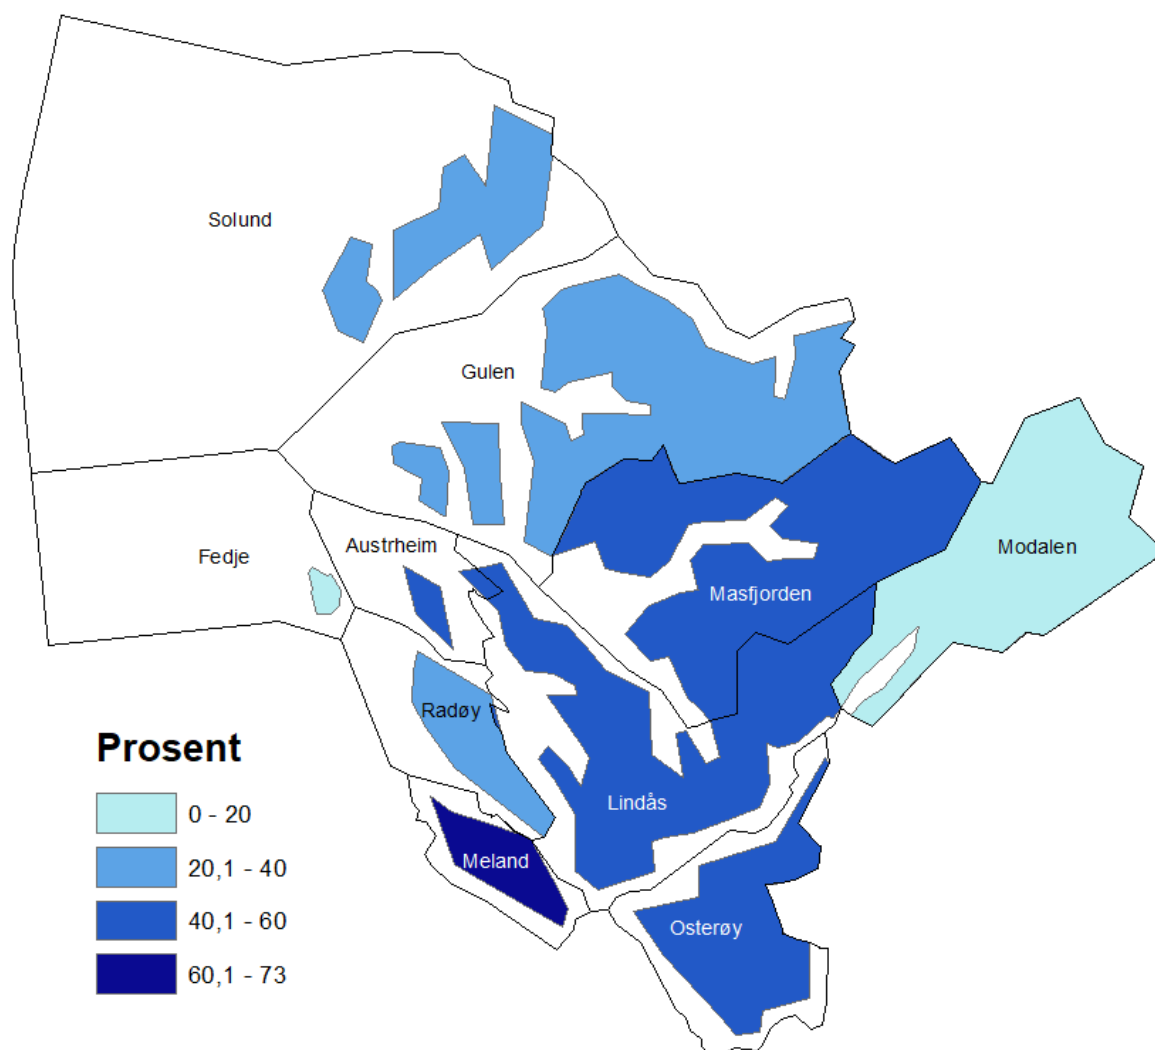 Solund
Gulen
Fedje
Austrheim
Modalen
Masfjorden
Radøy
Lindås
Meland
Osterøy
Prosent
0 - 20
20,1 - 40
40,1 - 60
60,1 - 73